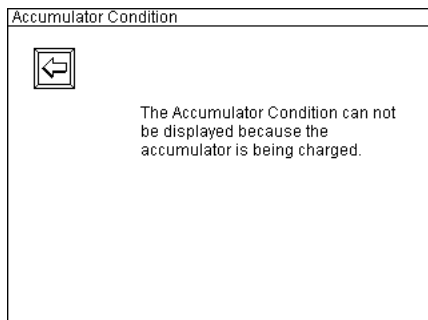 Accumulator Condition
The Accumulator Condition can not
be displayed because the
accumulator is being charged.